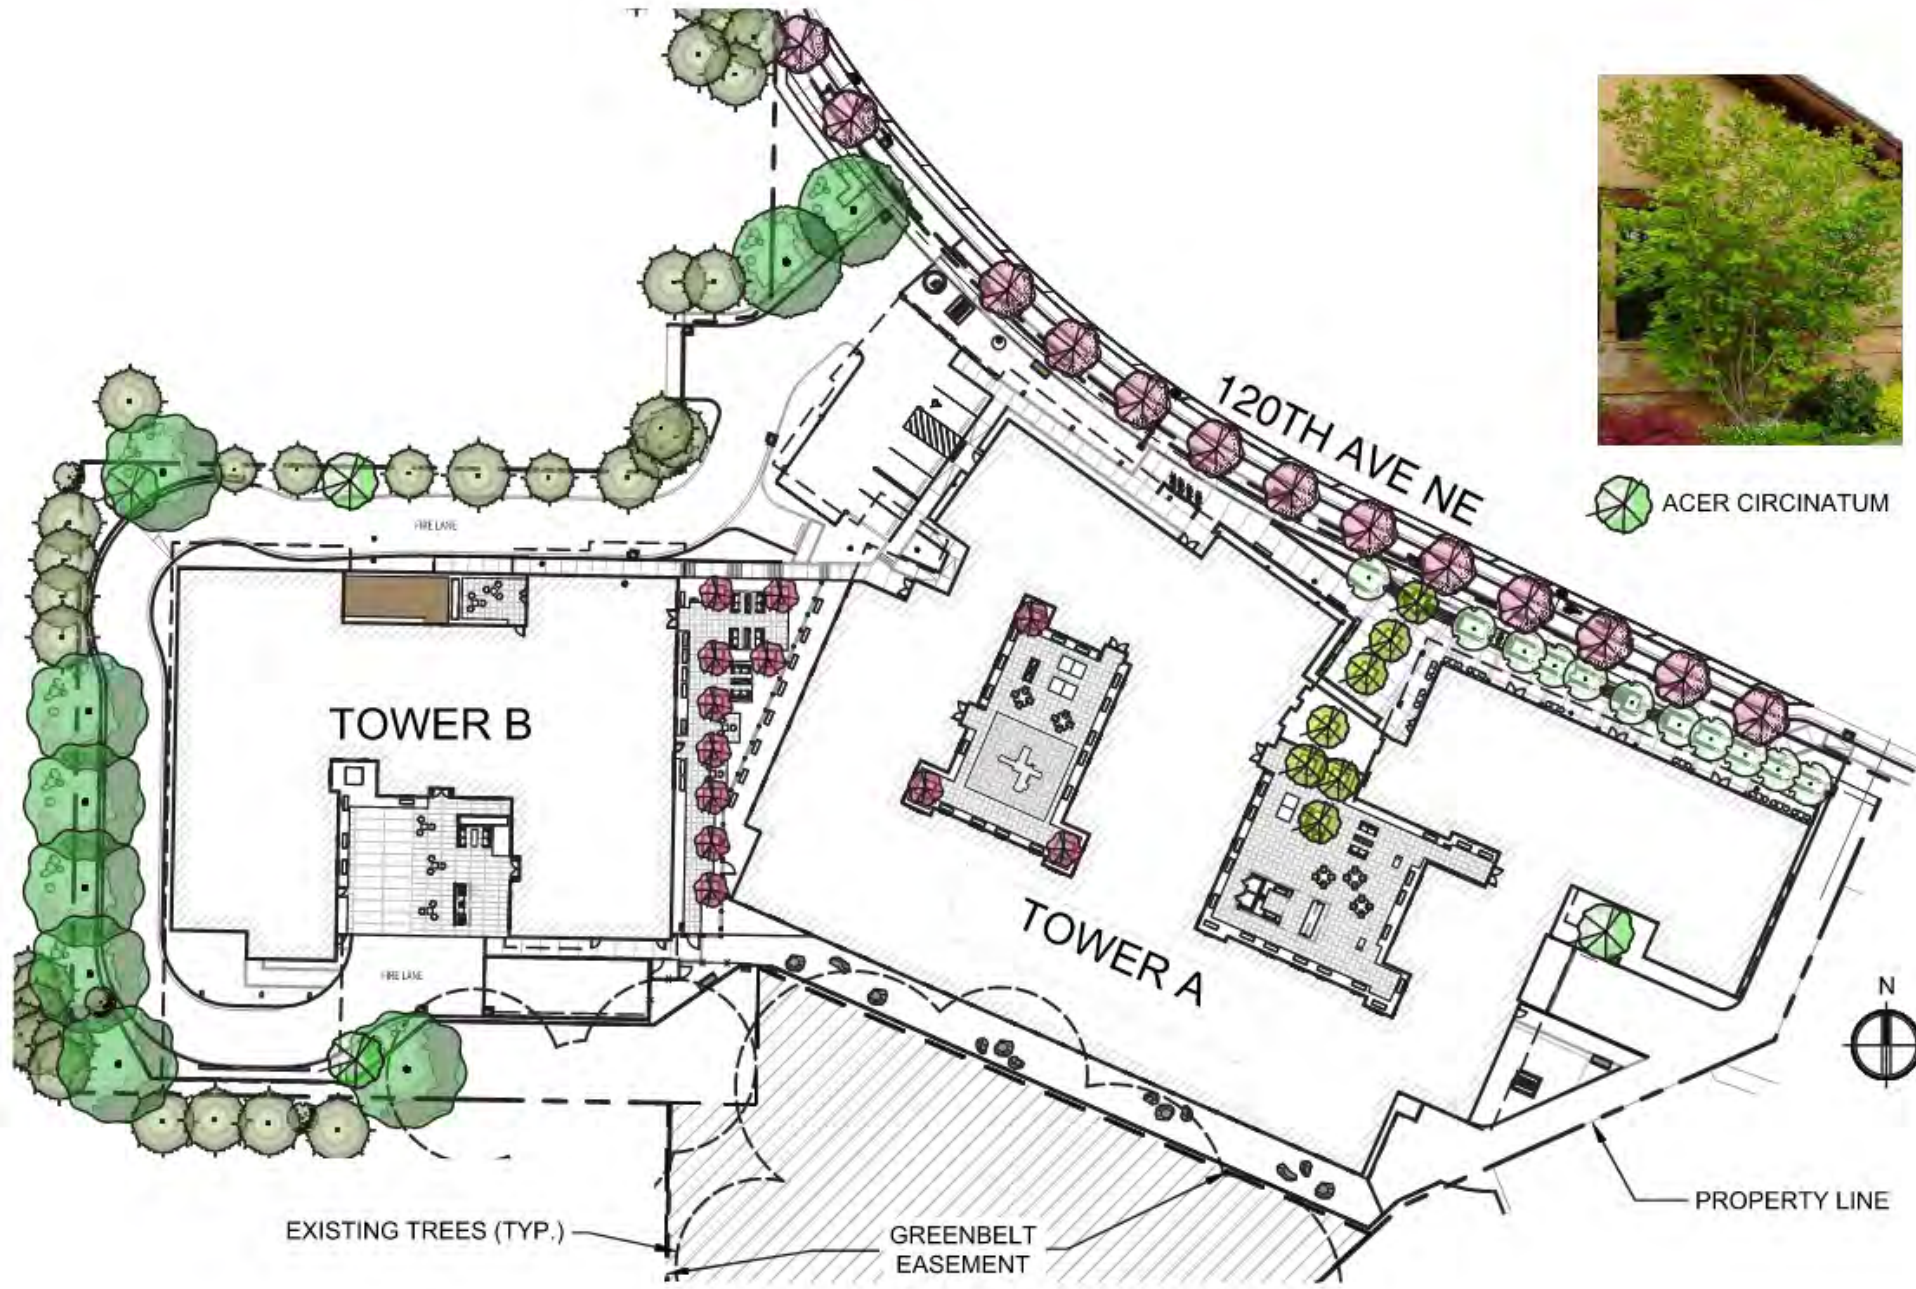 120TH AVE NE
ACER CIRCINATUM
FIRE LANE
TOWER B
TOWER A
FIRE LANE
N
PROPERTY LINE
EXISTING TREES (TYP.)
GREENBELT
EASEMENT